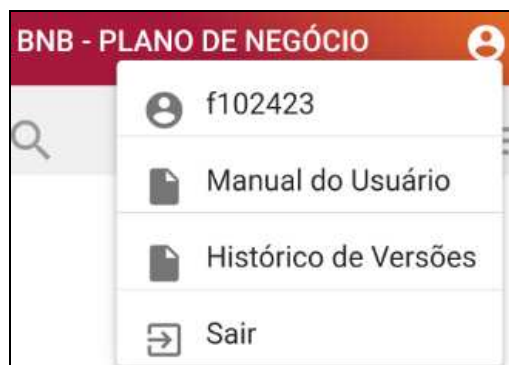 BNB - PLANO DE NEGÓCIO
f102423
Manual do Usuário
Histórico de Versões
Sair